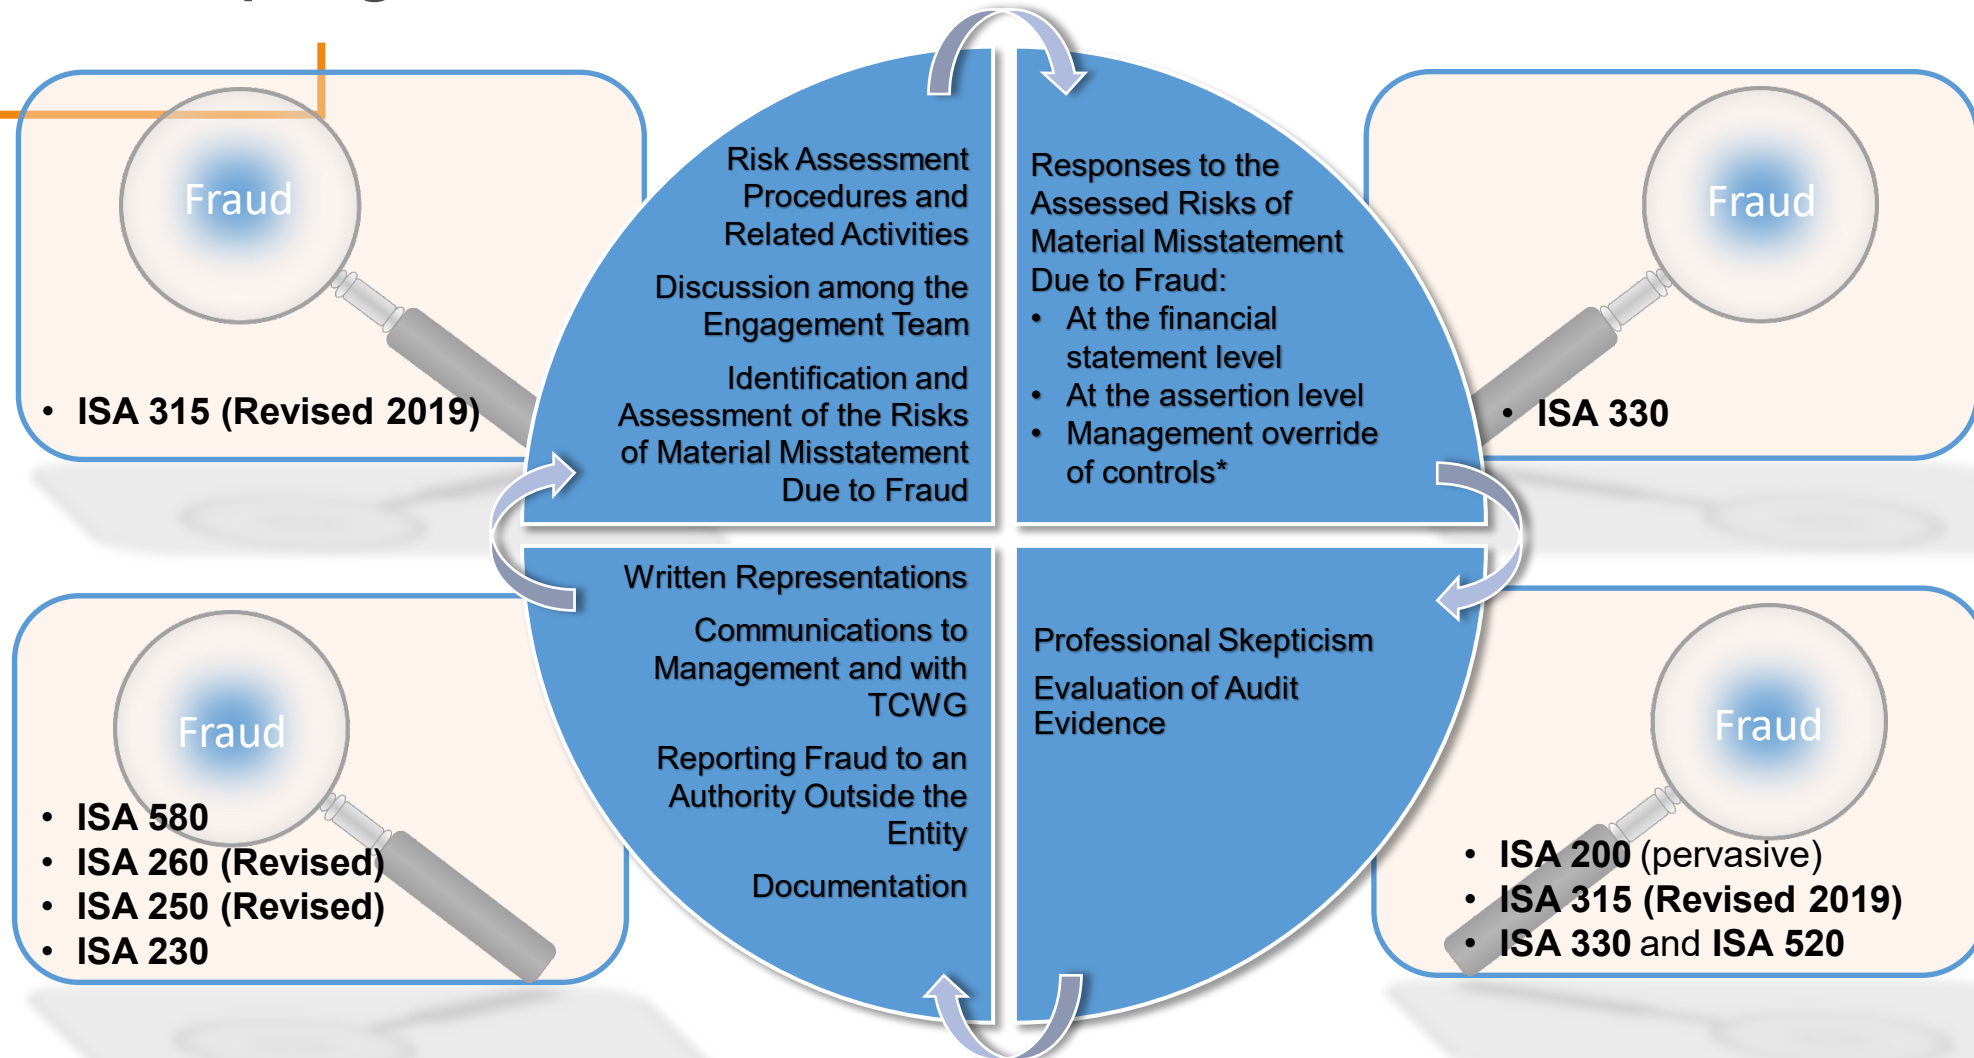 Fraud
• ISA 315 (Revised 2019)
Risk Assessment
Procedures and
Related Activities
Discussion among the
Engagement Team
Identification and
Assessment of the Risks
of Material Misstatement
Due to Fraud
Responses to the
Assessed Risks of
Material Misstatement
Due to Fraud:
• At the financial
statement level
• At the assertion level
• Management override
of controls*
Fraud
• ISA 330
Fraud
• ISA 580
• ISA 260 (Revised)
• ISA 250 (Revised)
• ISA 230
Written Representations
Communications to
Management and with
TCWG
Reporting Fraud to an
Authority Outside the
Entity
Documentation
Professional Skepticism
Evaluation of Audit
Evidence
Fraud
• ISA 200 (pervasive)
• ISA 315 (Revised 2019)
• ISA 330 and ISA 520